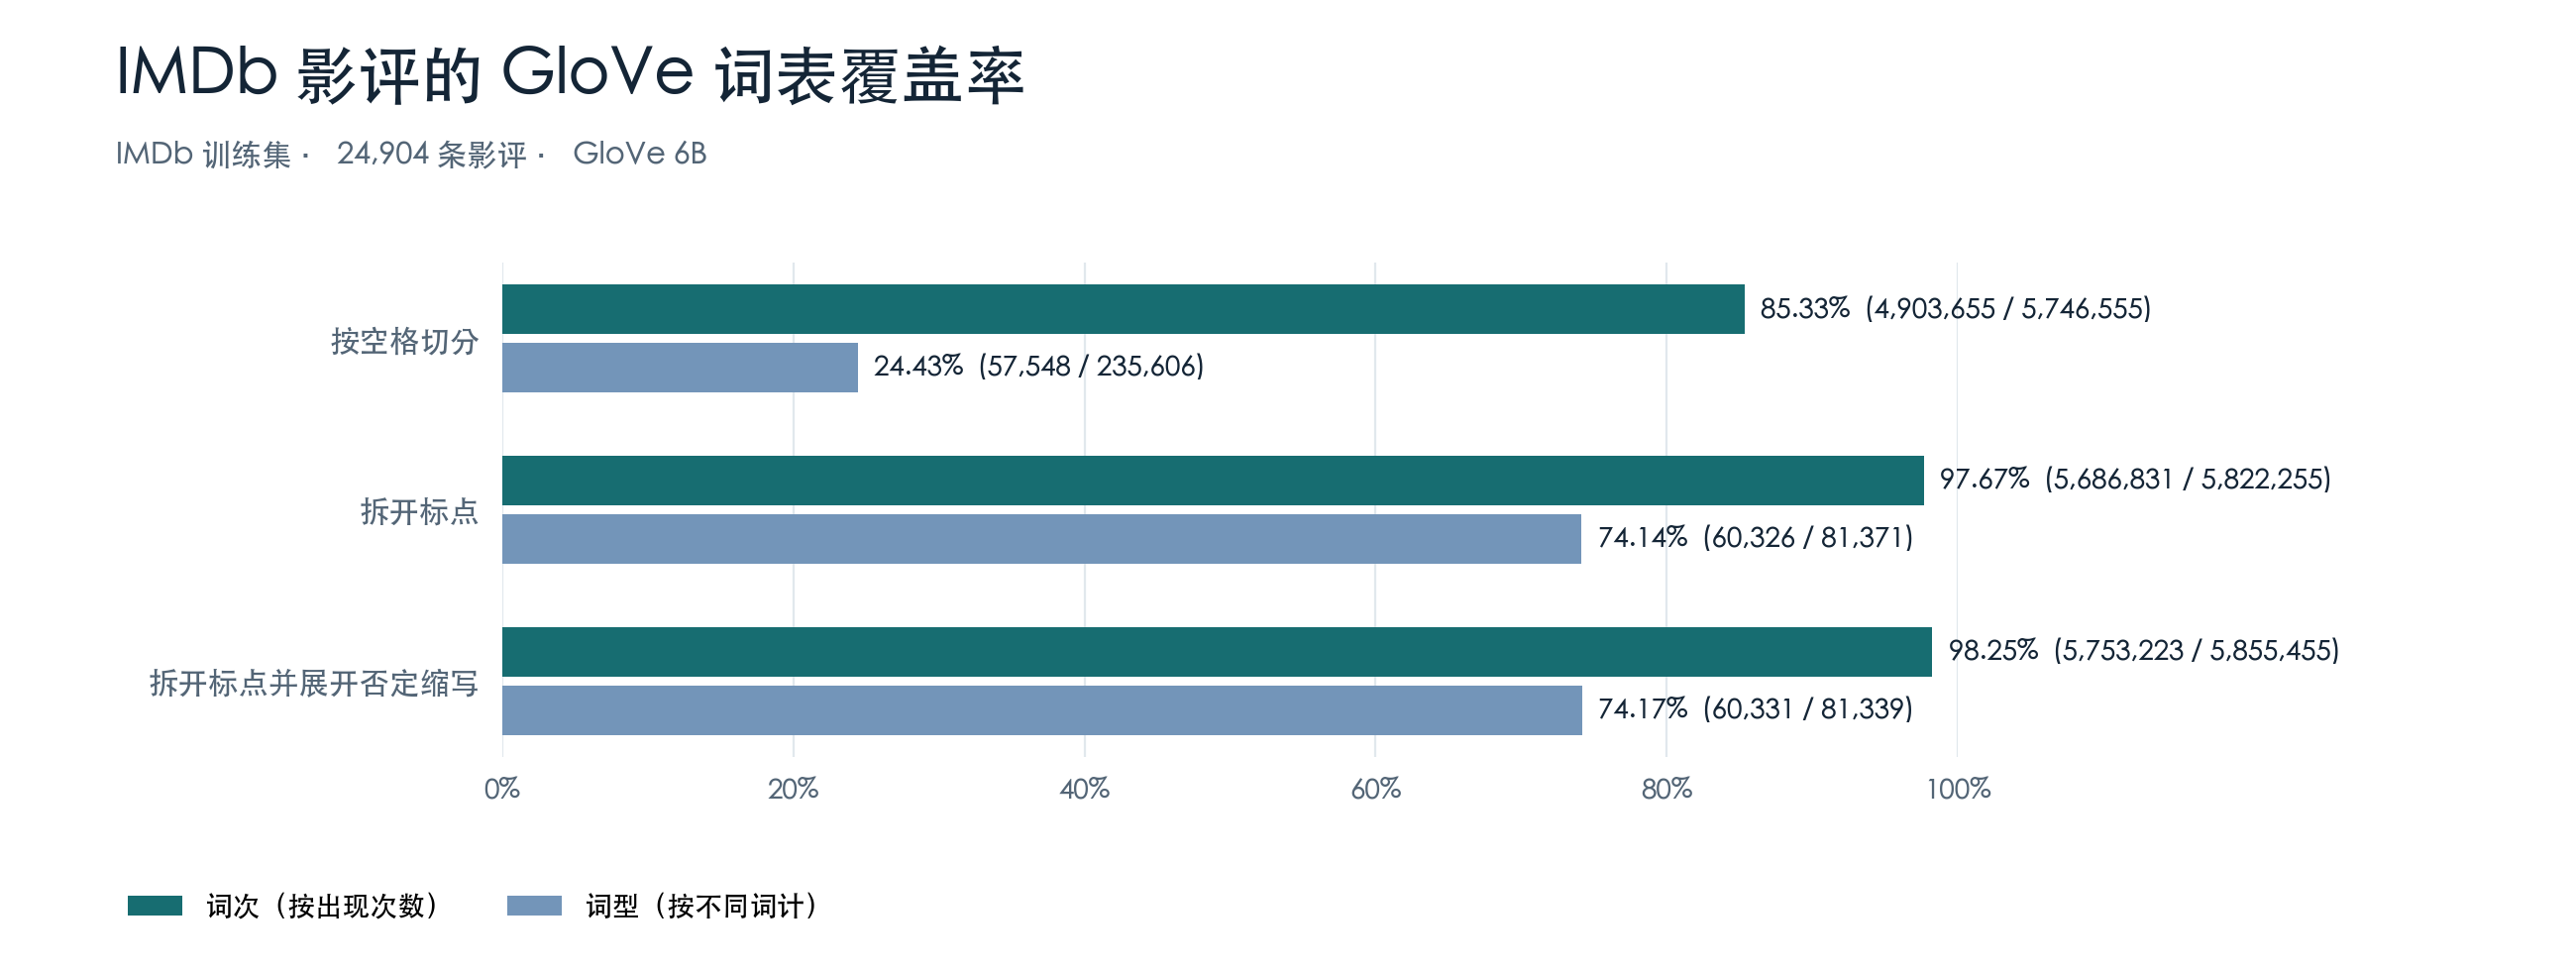 IMDb 影评的 GloVe 词表覆盖率
IMDb 训练集 · 24,904 条影评 · GloVe 6B
按空格切分
85.33% (4,903,655 / 5,746,555)
24.43% (57,548 / 235,606)
拆开标点
97.67% (5,686,831 / 5,822,255)
74.14% (60,326 / 81,371)
拆开标点并展开否定缩写
98.25% (5,753,223 / 5,855,455)
74.17% (60,331 / 81,339)
0% 20% 40% 60% 80% 100%
词次（按出现次数） 词型（按不同词计）